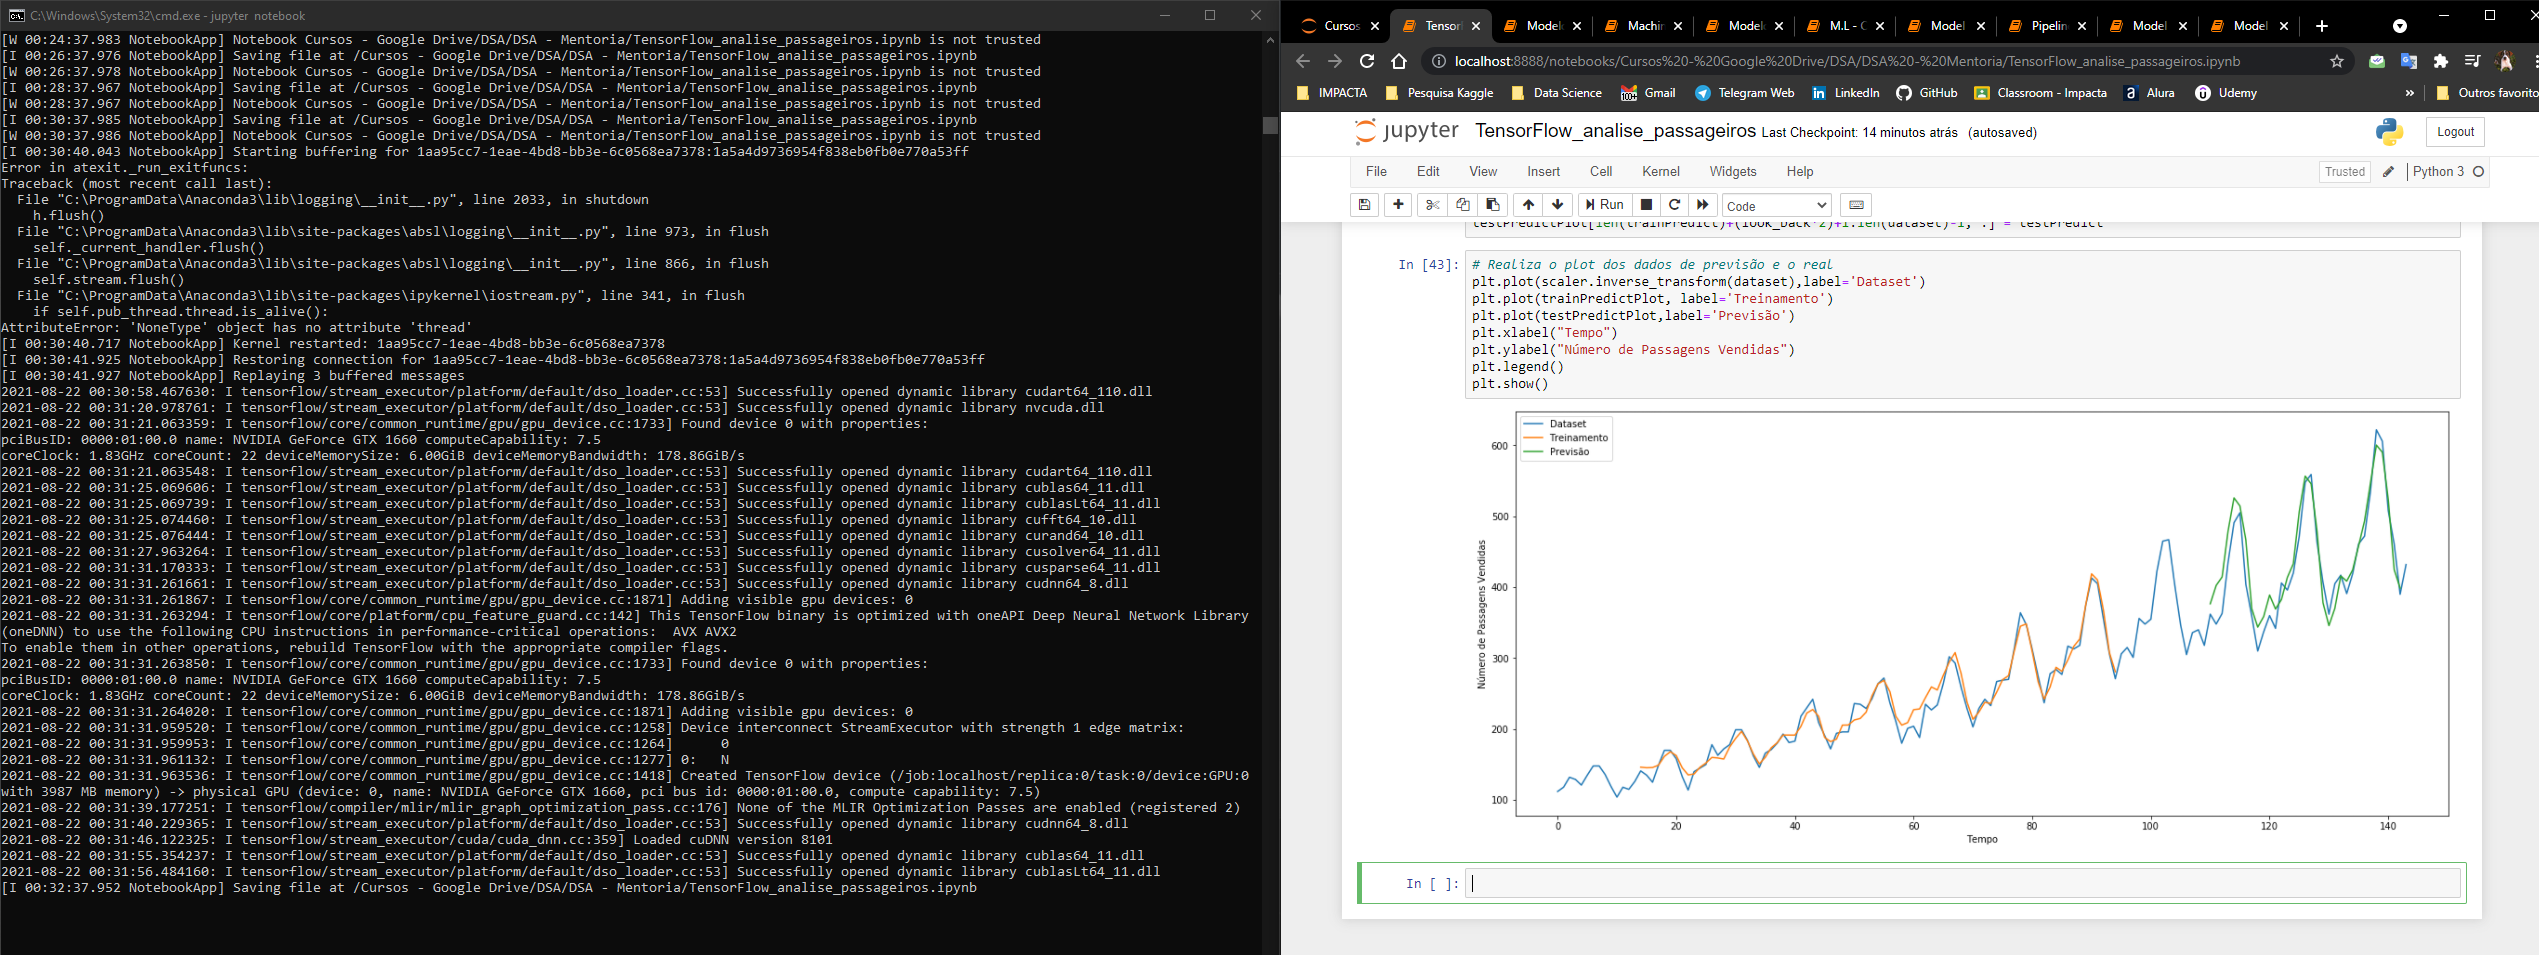 C:\Windows\System32\cmd.exe - jupyter  notebook
[W 00:24:37.983 NotebookApp] Notebook Cursos - Google Drive/DSA/DSA - Mentoria/TensorFlow_analise_passageiros.ipynb is not trusted
[I 00:26:37.976 NotebookApp] Saving file at /Cursos - Google Drive/DSA/DSA - Mentoria/TensorFlow_analise_passageiros.ipynb
[W 00:26:37.978 NotebookApp] Notebook Cursos - Google Drive/DSA/DSA - Mentoria/TensorFlow_analise_passageiros.ipynb is not trusted
[I 00:28:37.967 NotebookApp] Saving file at /Cursos - Google Drive/DSA/DSA - Mentoria/TensorFlow_analise_passageiros.ipynb
[W 00:28:37.967 NotebookApp] Notebook Cursos - Google Drive/DSA/DSA - Mentoria/TensorFlow_analise_passageiros.ipynb is not trusted
[I 00:30:37.985 NotebookApp] Saving file at /Cursos - Google Drive/DSA/DSA - Mentoria/TensorFlow_analise_passageiros.ipynb
[W 00:30:37.986 NotebookApp] Notebook Cursos - Google Drive/DSA/DSA - Mentoria/TensorFlow_analise_passageiros.ipynb is not trusted
[I 00:30:40.043 NotebookApp] Starting buffering for 1aa95cc7-1eae-4bd8-bb3e-6c0568ea7378:1a5a4d9736954f838eb0fb0e770a53ff
Error in atexit._run_exitfuncs:
Traceback (most recent call last):
  File "C:\ProgramData\Anaconda3\lib\logging\__init__.py", line 2033, in shutdown
    h.flush()
  File "C:\ProgramData\Anaconda3\lib\site-packages\absl\logging\__init__.py", line 973, in flush
    self._current_handler.flush()
  File "C:\ProgramData\Anaconda3\lib\site-packages\absl\logging\__init__.py", line 866, in flush
    self.stream.flush()
  File "C:\ProgramData\Anaconda3\lib\site-packages\ipykernel\iostream.py", line 341, in flush
    if self.pub_thread.thread.is_alive():
AttributeError: 'NoneType' object has no attribute 'thread'
[I 00:30:40.717 NotebookApp] Kernel restarted: 1aa95cc7-1eae-4bd8-bb3e-6c0568ea7378
[I 00:30:41.925 NotebookApp] Restoring connection for 1aa95cc7-1eae-4bd8-bb3e-6c0568ea7378:1a5a4d9736954f838eb0fb0e770a53ff
[I 00:30:41.927 NotebookApp] Replaying 3 buffered messages
2021-08-22 00:30:58.467630: I tensorflow/stream_executor/platform/default/dso_loader.cc:53] Successfully opened dynamic library cudart64_110.dll
2021-08-22 00:31:20.978761: I tensorflow/stream_executor/platform/default/dso_loader.cc:53] Successfully opened dynamic library nvcuda.dll
2021-08-22 00:31:21.063359: I tensorflow/core/common_runtime/gpu/gpu_device.cc:1733] Found device 0 with properties:
pciBusID: 0000:01:00.0 name: NVIDIA GeForce GTX 1660 computeCapability: 7.5
coreClock: 1.83GHz coreCount: 22 deviceMemorySize: 6.00GiB deviceMemoryBandwidth: 178.86GiB/s
2021-08-22 00:31:21.063548: I tensorflow/stream_executor/platform/default/dso_loader.cc:53] Successfully opened dynamic library cudart64_110.dll
2021-08-22 00:31:25.069606: I tensorflow/stream_executor/platform/default/dso_loader.cc:53] Successfully opened dynamic library cublas64_11.dll
2021-08-22 00:31:25.069739: I tensorflow/stream_executor/platform/default/dso_loader.cc:53] Successfully opened dynamic library cublasLt64_11.dll
2021-08-22 00:31:25.074460: I tensorflow/stream_executor/platform/default/dso_loader.cc:53] Successfully opened dynamic library cufft64_10.dll
2021-08-22 00:31:25.076444: I tensorflow/stream_executor/platform/default/dso_loader.cc:53] Successfully opened dynamic library curand64_10.dll
2021-08-22 00:31:27.963264: I tensorflow/stream_executor/platform/default/dso_loader.cc:53] Successfully opened dynamic library cusolver64_11.dll
2021-08-22 00:31:31.170333: I tensorflow/stream_executor/platform/default/dso_loader.cc:53] Successfully opened dynamic library cusparse64_11.dll
2021-08-22 00:31:31.261661: I tensorflow/stream_executor/platform/default/dso_loader.cc:53] Successfully opened dynamic library cudnn64_8.dll
2021-08-22 00:31:31.261867: I tensorflow/core/common_runtime/gpu/gpu_device.cc:1871] Adding visible gpu devices: 0
2021-08-22 00:31:31.263294: I tensorflow/core/platform/cpu_feature_guard.cc:142] This TensorFlow binary is optimized with oneAPI Deep Neural Network Library
(oneDNN) to use the following CPU instructions in performance-critical operations:  AVX AVX2
To enable them in other operations, rebuild TensorFlow with the appropriate compiler flags.
2021-08-22 00:31:31.263850: I tensorflow/core/common_runtime/gpu/gpu_device.cc:1733] Found device 0 with properties:
pciBusID: 0000:01:00.0 name: NVIDIA GeForce GTX 1660 computeCapability: 7.5
coreClock: 1.83GHz coreCount: 22 deviceMemorySize: 6.00GiB deviceMemoryBandwidth: 178.86GiB/s
2021-08-22 00:31:31.264020: I tensorflow/core/common_runtime/gpu/gpu_device.cc:1871] Adding visible gpu devices: 0
2021-08-22 00:31:31.959520: I tensorflow/core/common_runtime/gpu/gpu_device.cc:1258] Device interconnect StreamExecutor with strength 1 edge matrix:
2021-08-22 00:31:31.959953: I tensorflow/core/common_runtime/gpu/gpu_device.cc:1264]      0
2021-08-22 00:31:31.961132: I tensorflow/core/common_runtime/gpu/gpu_device.cc:1277] 0:   N
2021-08-22 00:31:31.963536: I tensorflow/core/common_runtime/gpu/gpu_device.cc:1418] Created TensorFlow device (/job:localhost/replica:0/task:0/device:GPU:0
with 3987 MB memory) -> physical GPU (device: 0, name: NVIDIA GeForce GTX 1660, pci bus id: 0000:01:00.0, compute capability: 7.5)
2021-08-22 00:31:39.177251: I tensorflow/compiler/mlir/mlir_graph_optimization_pass.cc:176] None of the MLIR Optimization Passes are enabled (registered 2)
2021-08-22 00:31:40.229365: I tensorflow/stream_executor/platform/default/dso_loader.cc:53] Successfully opened dynamic library cudnn64_8.dll
2021-08-22 00:31:46.122325: I tensorflow/stream_executor/cuda/cuda_dnn.cc:359] Loaded cuDNN version 8101
2021-08-22 00:31:55.354237: I tensorflow/stream_executor/platform/default/dso_loader.cc:53] Successfully opened dynamic library cublas64_11.dll
2021-08-22 00:31:56.484160: I tensorflow/stream_executor/platform/default/dso_loader.cc:53] Successfully opened dynamic library cublasLt64_11.dll
[I 00:32:37.952 NotebookApp] Saving file at /Cursos - Google Drive/DSA/DSA - Mentoria/TensorFlow_analise_passageiros.ipynb
Cursos Tensorf Model Machin Model M.L - C Model Pipelin Model Model
localhost:8888/notebooks/Cursos%20-%20Google%20Drive/DSA/DSA%20-%20Mentoria/TensorFlow_analise_passageiros.ipynb
IMPACTA Pesquisa Kaggle Data Science 100+ Gmail Telegram Web LinkedIn GitHub Classroom - Impacta a Alura Udemy » Outros favorito
jupyter TensorFlow_analise_passageiros Last Checkpoint: 14 minutos atrás (autosaved) Logout
File Edit View Insert Cell Kernel Widgets Help Trusted Python 3
Run Code
testPredictPlot[len(trainPredict)+(look_back*2)+1:len(dataset)-1, :] = testPredict
In [43]: # Realiza o plot dos dados de previsão e o real
plt.plot(scaler.inverse_transform(dataset),label='Dataset')
plt.plot(trainPredictPlot, label='Treinamento')
plt.plot(testPredictPlot,label='Previsão')
plt.xlabel("Tempo")
plt.ylabel("Número de Passagens Vendidas")
plt.legend()
plt.show()
Dataset
Treinamento
Previsão
600
500
400
300
200
100
Número de Passagens Vendidas
0 20 40 60 80 100 120 140
Tempo
In [ ]: